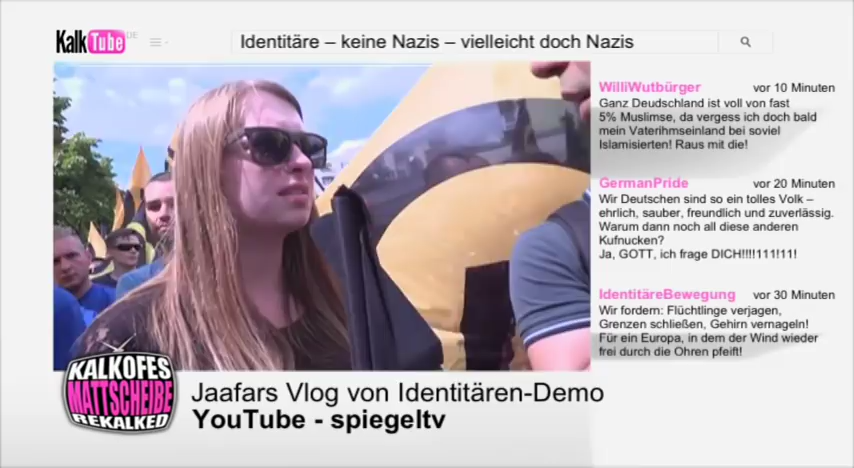 Kalk Tube DE
Identitäre – keine Nazis – vielleicht doch Nazis
WilliWutbürger vor 10 Minuten
Ganz Deudschland ist voll von fast
5% Muslimse, da vergess ich doch bald
mein Vaterihmseinland bei soviel
Islamisierten! Raus mit die!
GermanPride vor 20 Minuten
Wir Deutschen sind so ein tolles Volk –
ehrlich, sauber, freundlich und zuverlässig.
Warum dann noch all diese anderen
Kufnucken?
Ja, GOTT, ich frage DICH!!!!111!11!
IdentitäreBewegung vor 30 Minuten
Wir fordern: Flüchtlinge verjagen,
Grenzen schließen, Gehirn vernageln!
Für ein Europa, in dem der Wind wieder
frei durch die Ohren pfeift!
KALKOFES
MATTSCHEIBE
REKALKED
Jaafars Vlog von Identitären-Demo
YouTube - spiegeltv